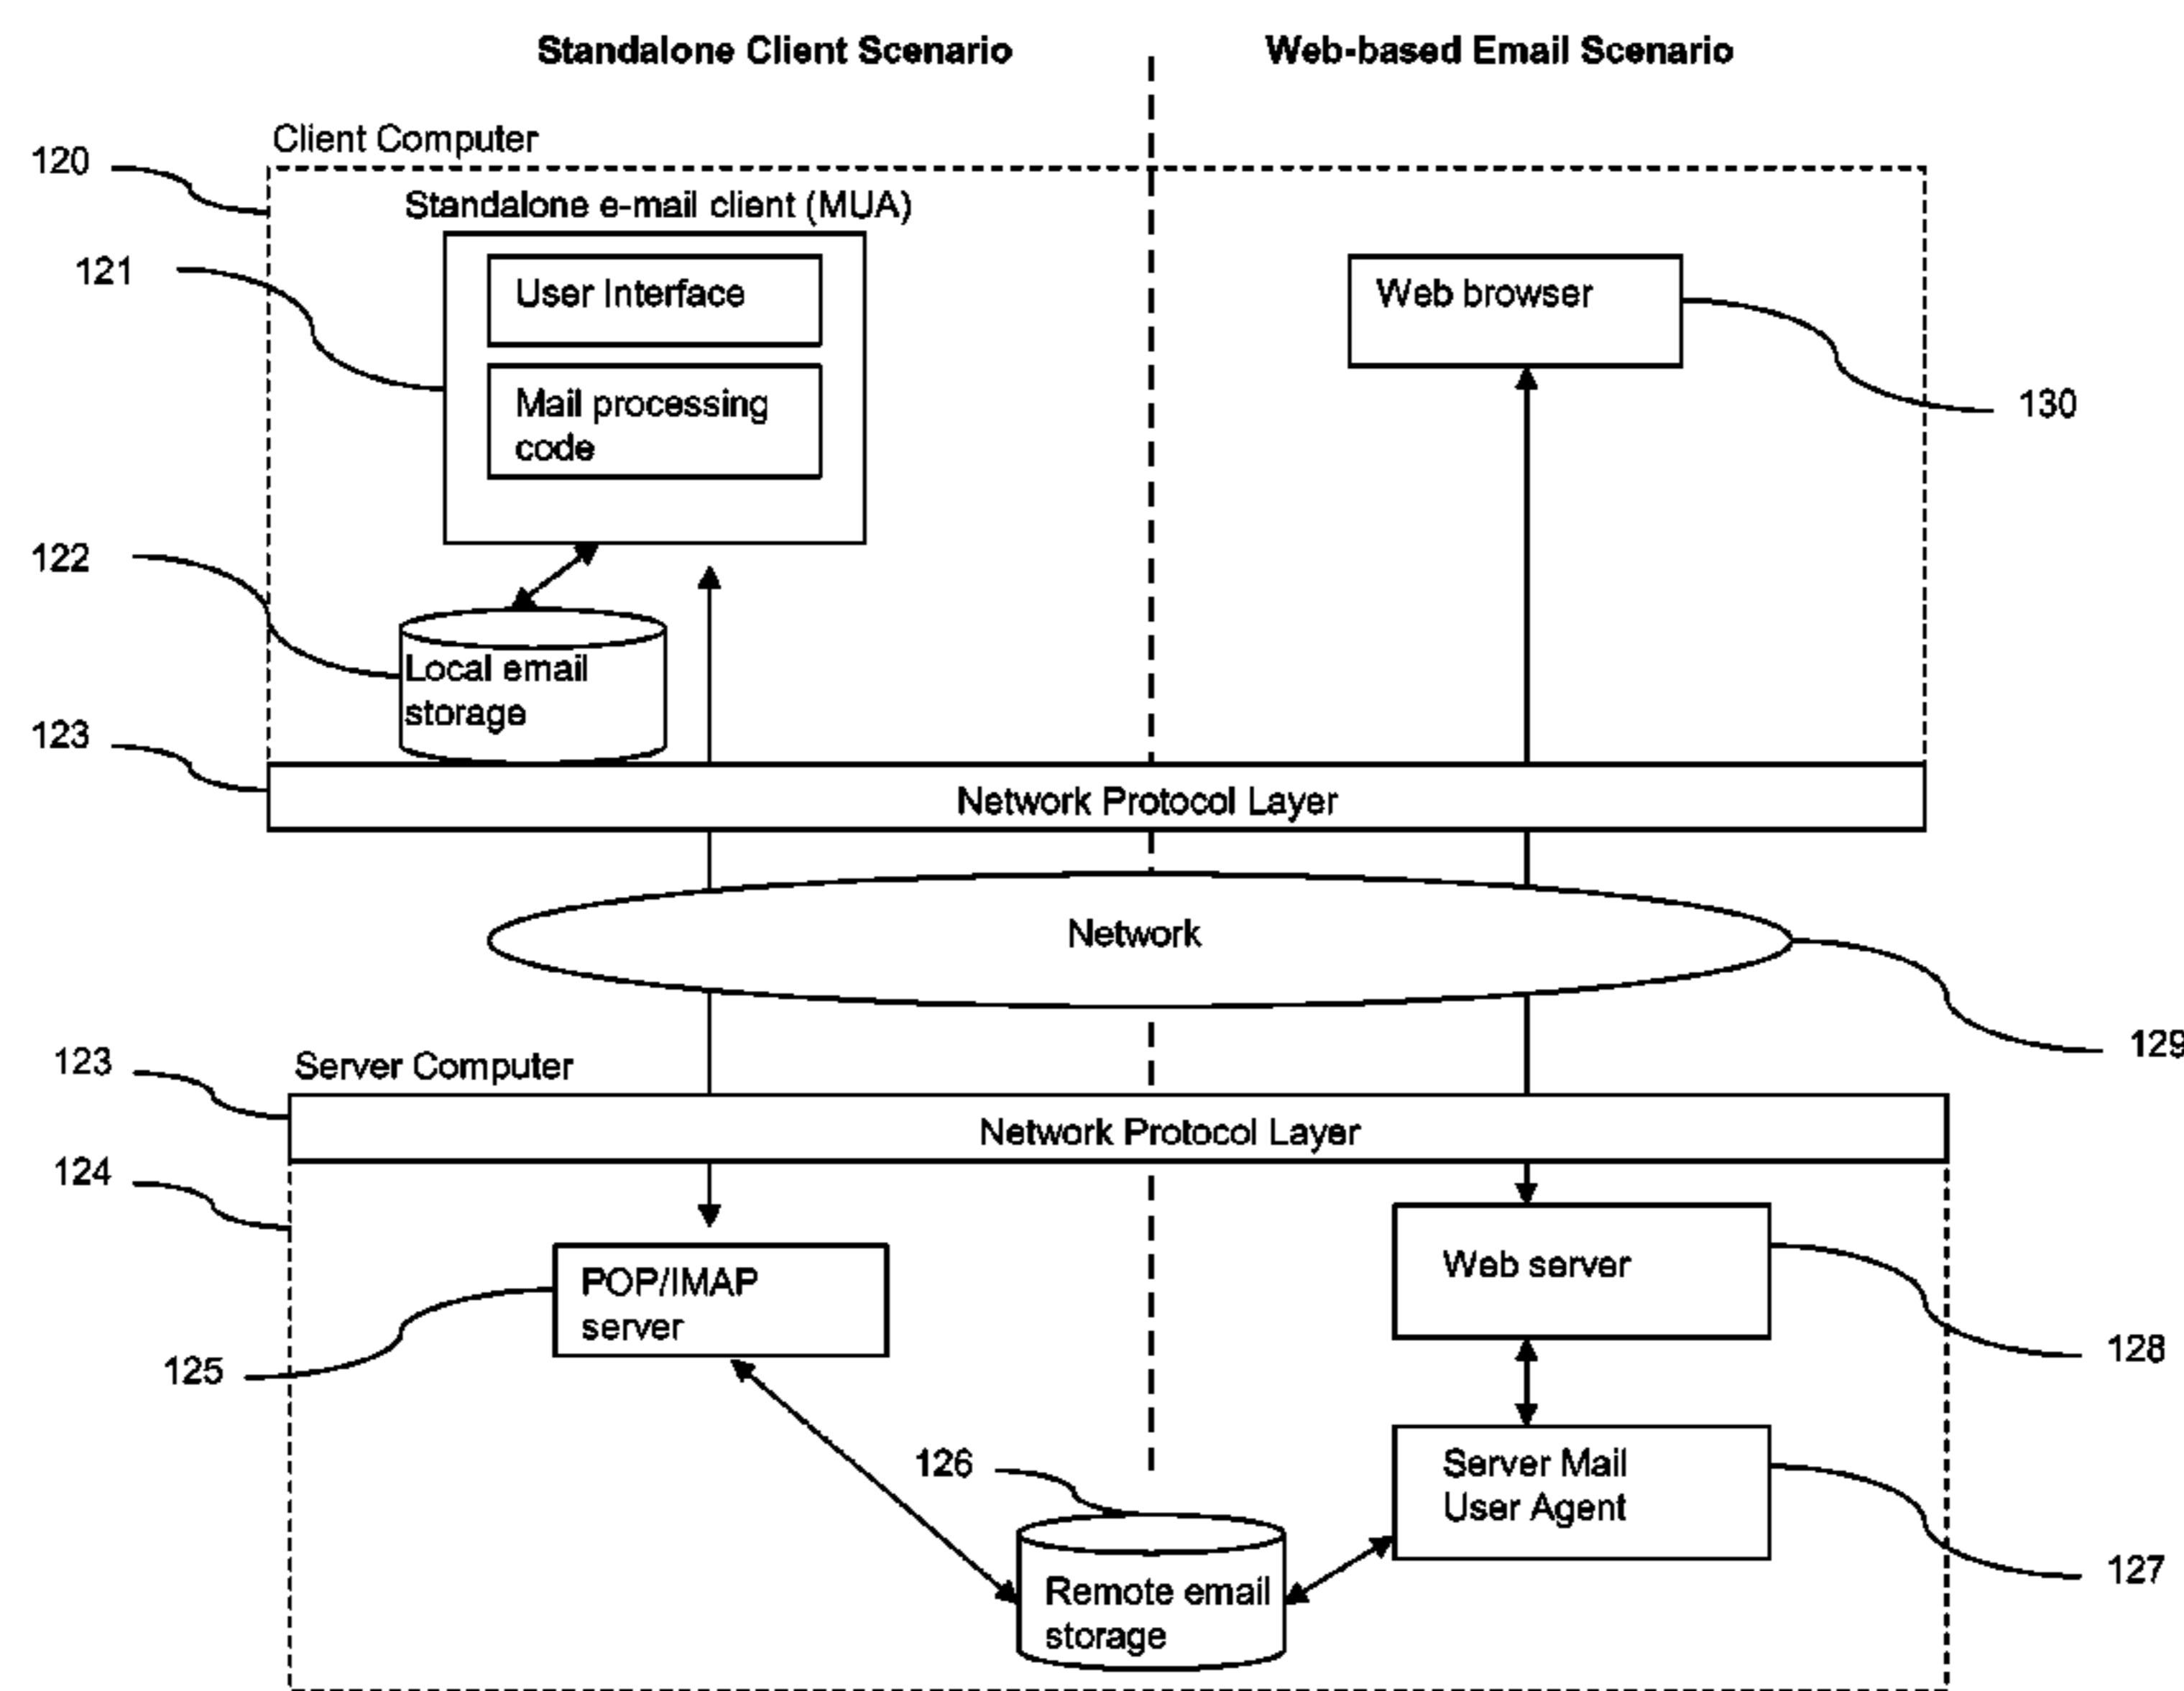 Standalone Client Scenario
Web-based Email Scenario
Client Computer
120
Standalone e-mail client (MUA)
121
User Interface
Web browser
Mail processing
code
130
122
Local email
storage
123
Network Protocol Layer
Network
129
123
Server Computer
Network Protocol Layer
124
POP/IMAP
server
Web server
125
128
126
Server Mail
User Agent
127
Remote email
storage